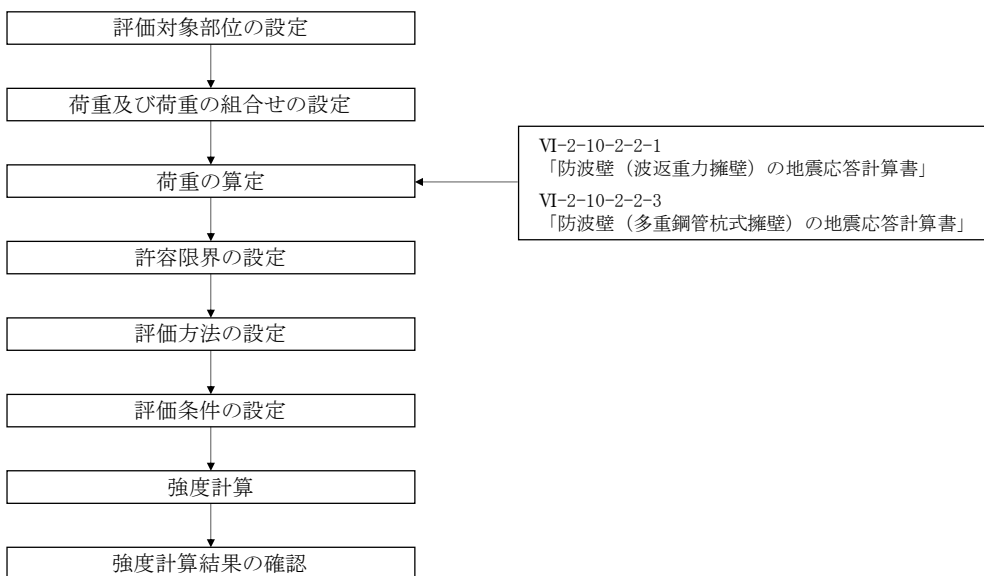 評価対象部位の設定
荷重及び荷重の組合せの設定
荷重の算定
Ⅵ-2-10-2-2-1
「防波壁（波返重力擁壁）の地震応答計算書」
Ⅵ-2-10-2-2-3
「防波壁（多重鋼管杭式擁壁）の地震応答計算書」
許容限界の設定
評価方法の設定
評価条件の設定
強度計算
強度計算結果の確認